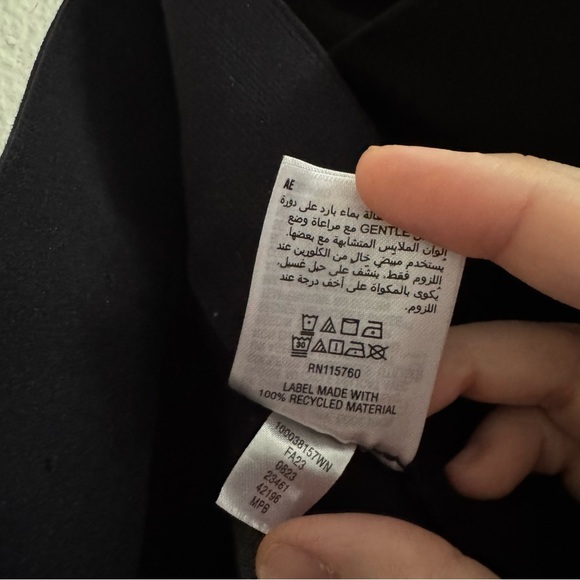 AE
بماء بارد على دورة
GENTLE مع مراعاة وضع
ألوان الملابس المتشابهة مع بعضها.
يستخدم مبيض خال من الكلورين عند
اللزوم فقط. ينشف على حبل غسيل.
يُكوى بالمكواة على أخف درجة عند
اللزوم.
30
RN115760
LABEL MADE WITH
100% RECYCLED MATERIAL
100038157WN
FA23
0823
23461
42196
MPB